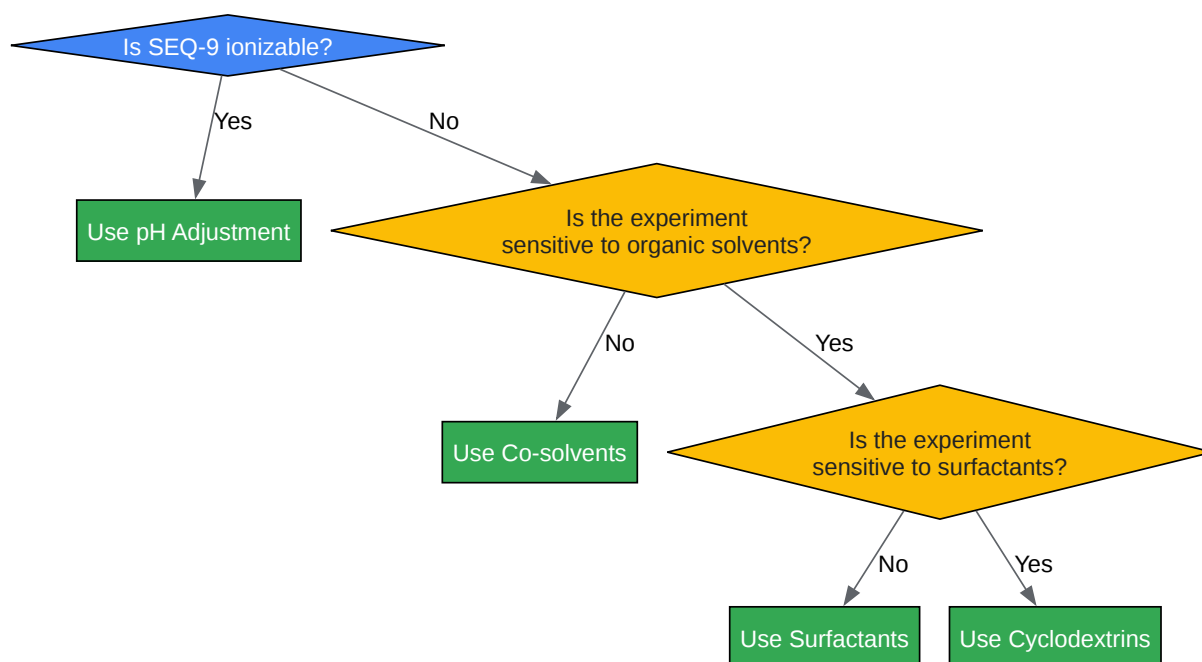 Is SEQ-9 ionizable?
Yes
No
Use pH Adjustment
Is the experiment
sensitive to organic solvents?
No
Yes
Use Co-solvents
Is the experiment
sensitive to surfactants?
No
Yes
Use Surfactants
Use Cyclodextrins